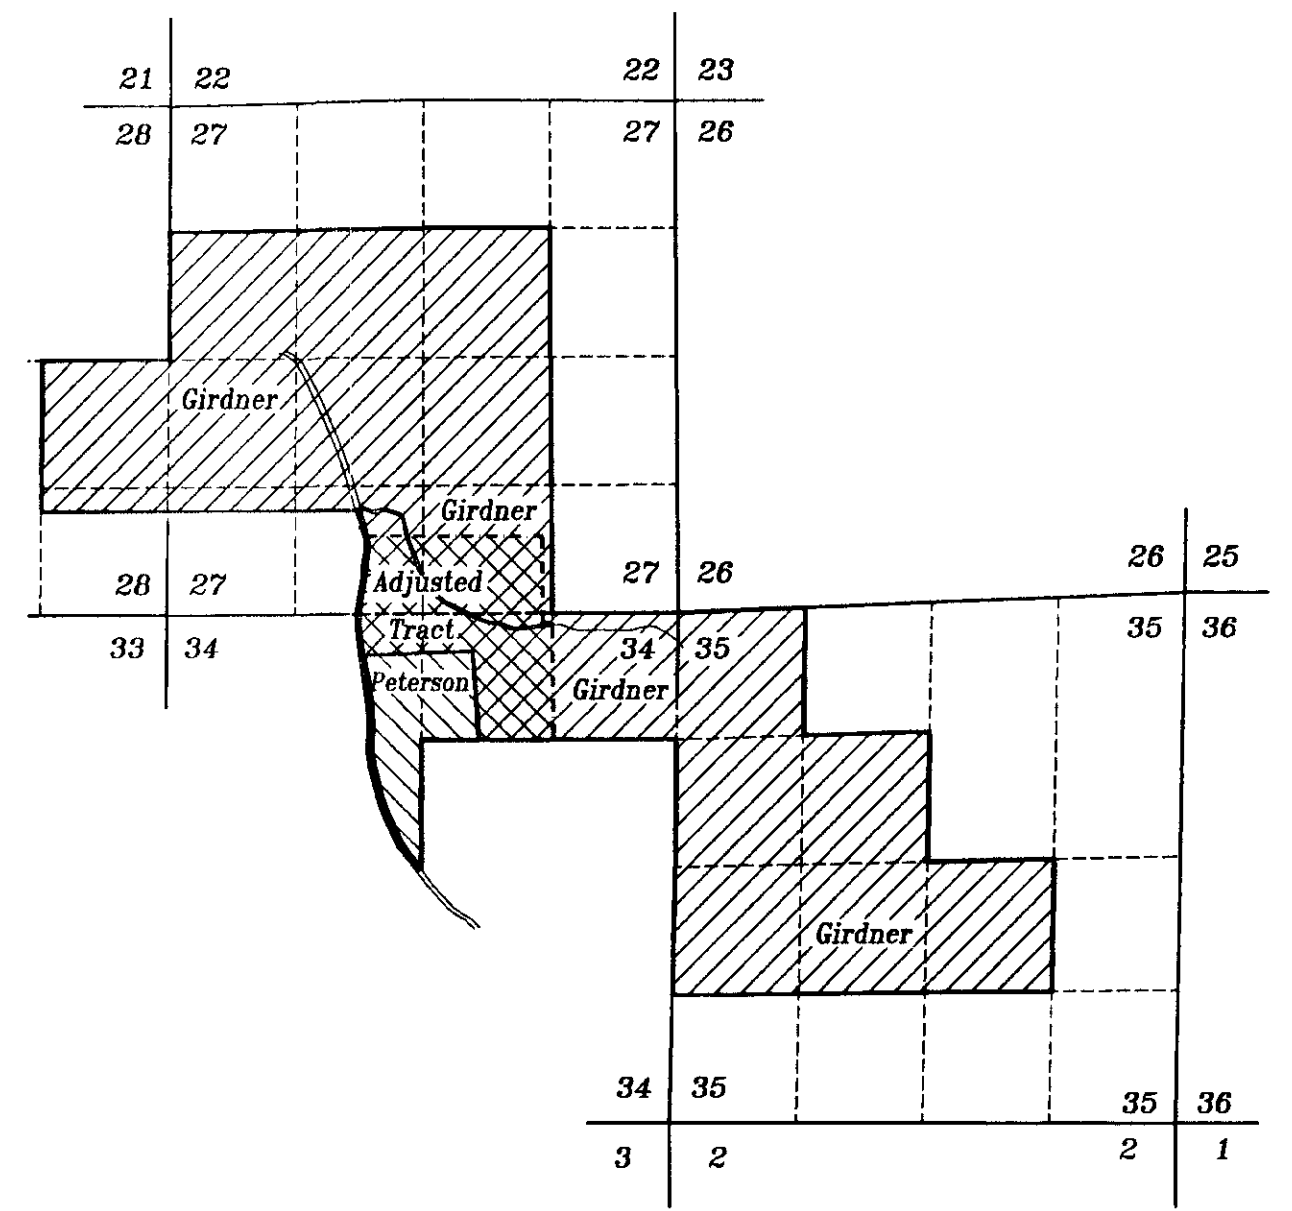 21 22 22 23
28 27 27 26
Girdner
Girdner
Adjusted
28 27 27 26 26 25
Tract
33 34 34 35 35 36
Peterson Girdner
Girdner
34 35 35 36
3 2 2 1